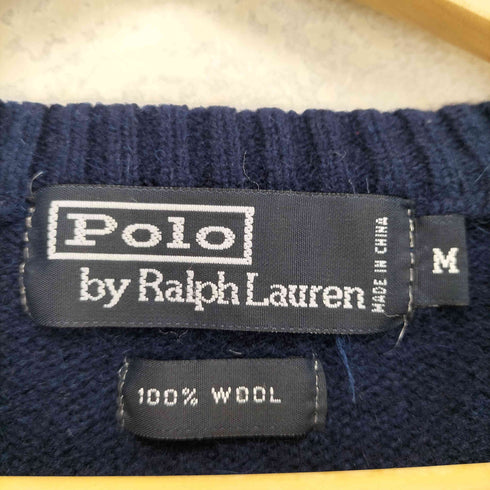 Polo
by Ralph Lauren
MADE IN CHINA
M
100% WOOL